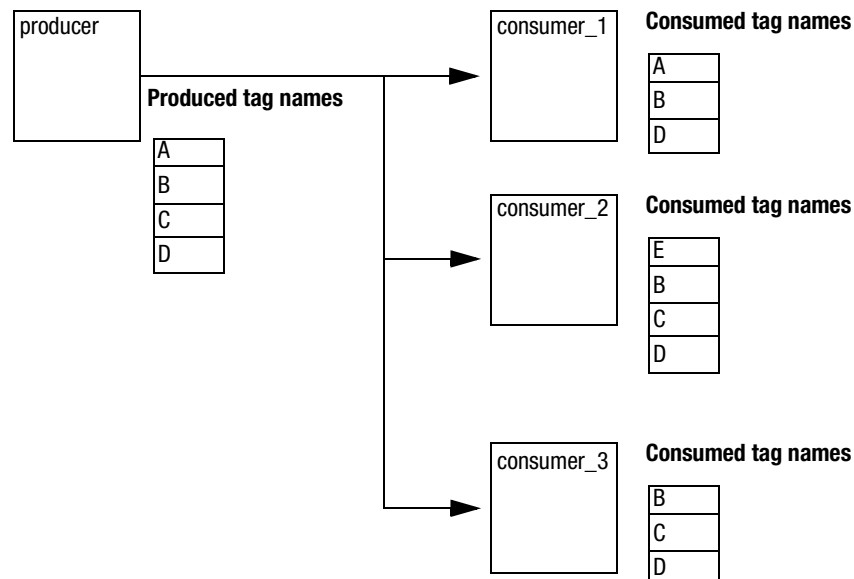 producer
Produced tag names
A
B
C
D
consumer_1
Consumed tag names
A
B
D
consumer_2
Consumed tag names
E
B
C
D
consumer_3
Consumed tag names
B
C
D